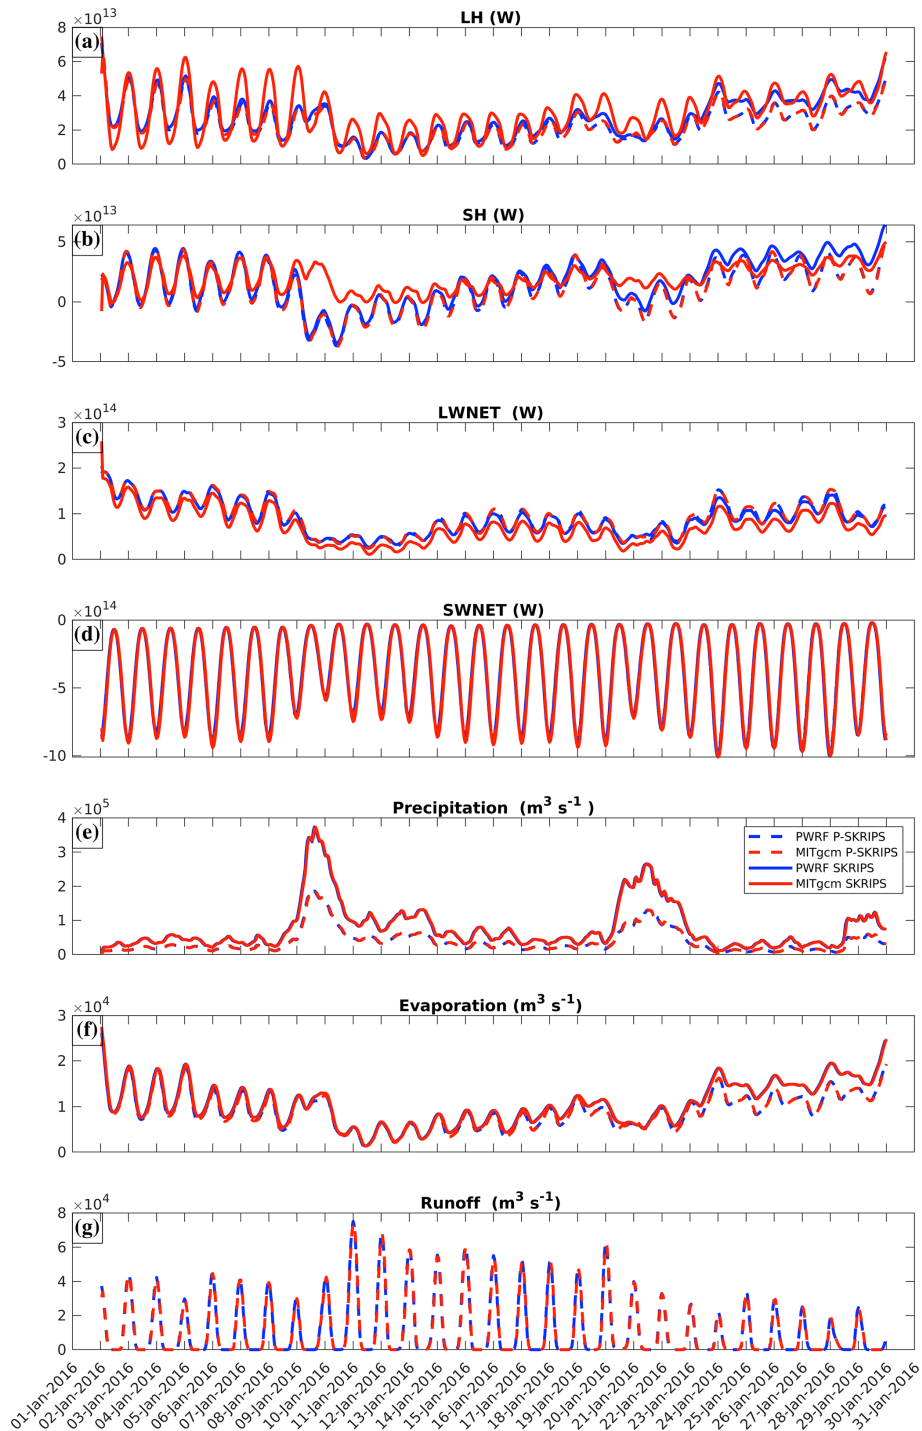 LH (W)
×10^13
(a)
8
6
4
2
0
SH (W)
×10^13
(b)
5
0
-5
LWNET (W)
×10^14
(c)
3
2
1
0
SWNET (W)
×10^14
(d)
0
-5
-10
Precipitation (m^3 s^-1 )
×10^5
(e)
4
3
2
1
0
PWRF P-SKRIPS
MITgcm P-SKRIPS
PWRF SKRIPS
MITgcm SKRIPS
Evaporation (m^3 s^-1)
×10^4
(f)
3
2
1
0
Runoff (m^3 s^-1)
×10^4
(g)
8
6
4
2
0
01-Jan-2016
02-Jan-2016
03-Jan-2016
04-Jan-2016
05-Jan-2016
06-Jan-2016
07-Jan-2016
08-Jan-2016
09-Jan-2016
10-Jan-2016
11-Jan-2016
12-Jan-2016
13-Jan-2016
14-Jan-2016
15-Jan-2016
16-Jan-2016
17-Jan-2016
18-Jan-2016
19-Jan-2016
20-Jan-2016
21-Jan-2016
22-Jan-2016
23-Jan-2016
24-Jan-2016
25-Jan-2016
26-Jan-2016
27-Jan-2016
28-Jan-2016
29-Jan-2016
30-Jan-2016
31-Jan-2016